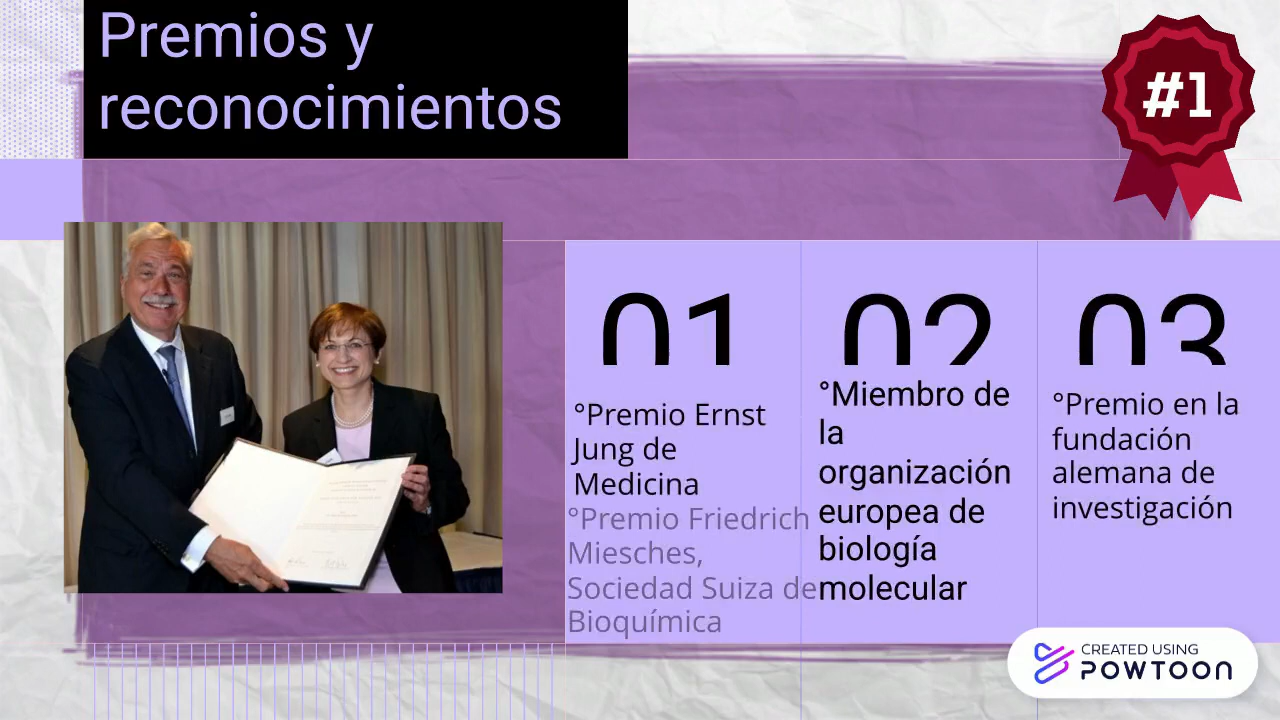 Premios y
reconocimientos
#1
01
°Premio Ernst
Jung de
Medicina
°Premio Friedrich
Miesches,
Sociedad Suiza de
Bioquímica
02
°Miembro de
la
organización
europea de
biología
molecular
03
°Premio en la
fundación
alemana de
investigación
CREATED USING
POWTOON